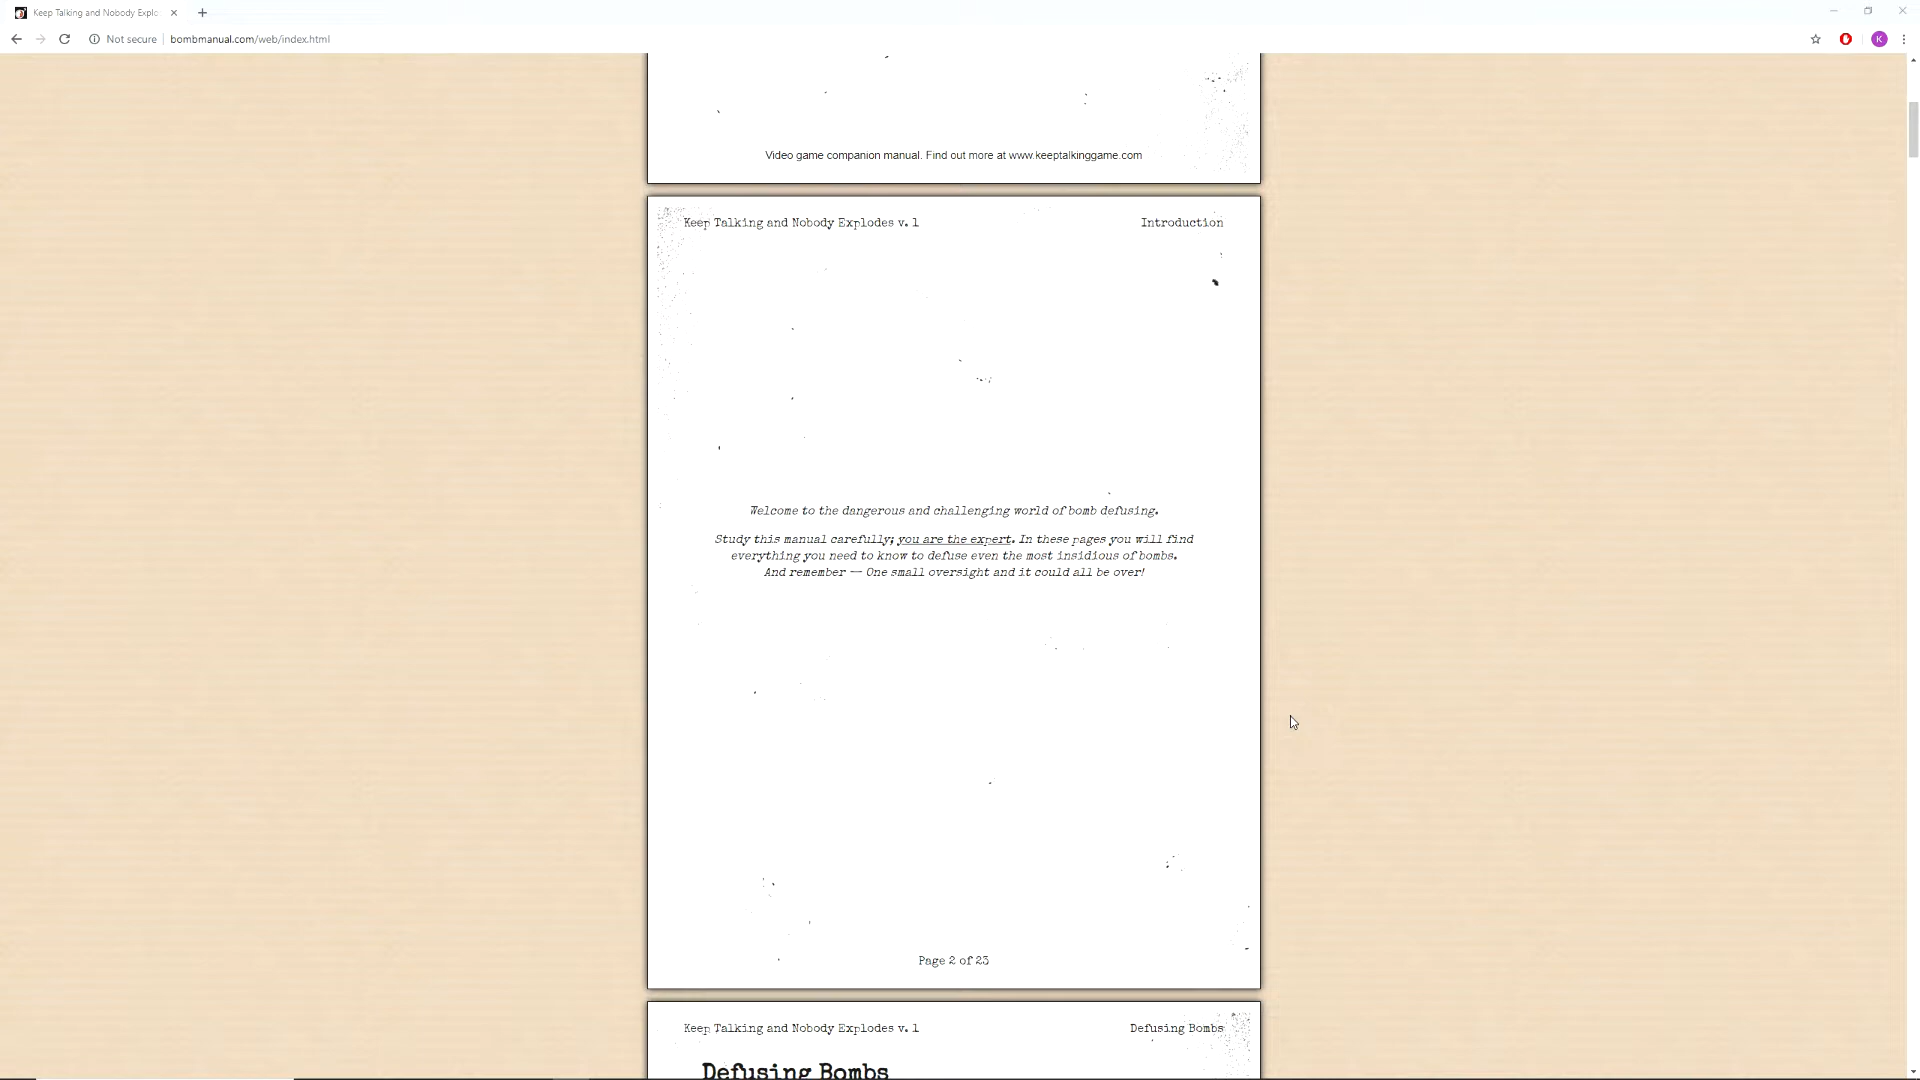 Keep Talking and Nobody Explo
Not secure
bombmanual.com/web/index.html
K
Video game companion manual. Find out more at www.keeptalkinggame.com
Keep Talking and Nobody Explodes v. 1
Introduction
Welcome to the dangerous and challenging world of bomb defusing.
Study this manual carefully; you are the expert. In these pages you will find
everything you need to know to defuse even the most insidious of bombs.
And remember — One small oversight and it could all be over!
Page 2 of 23
Keep Talking and Nobody Explodes v. 1
Defusing Bombs
Defusing Bombs